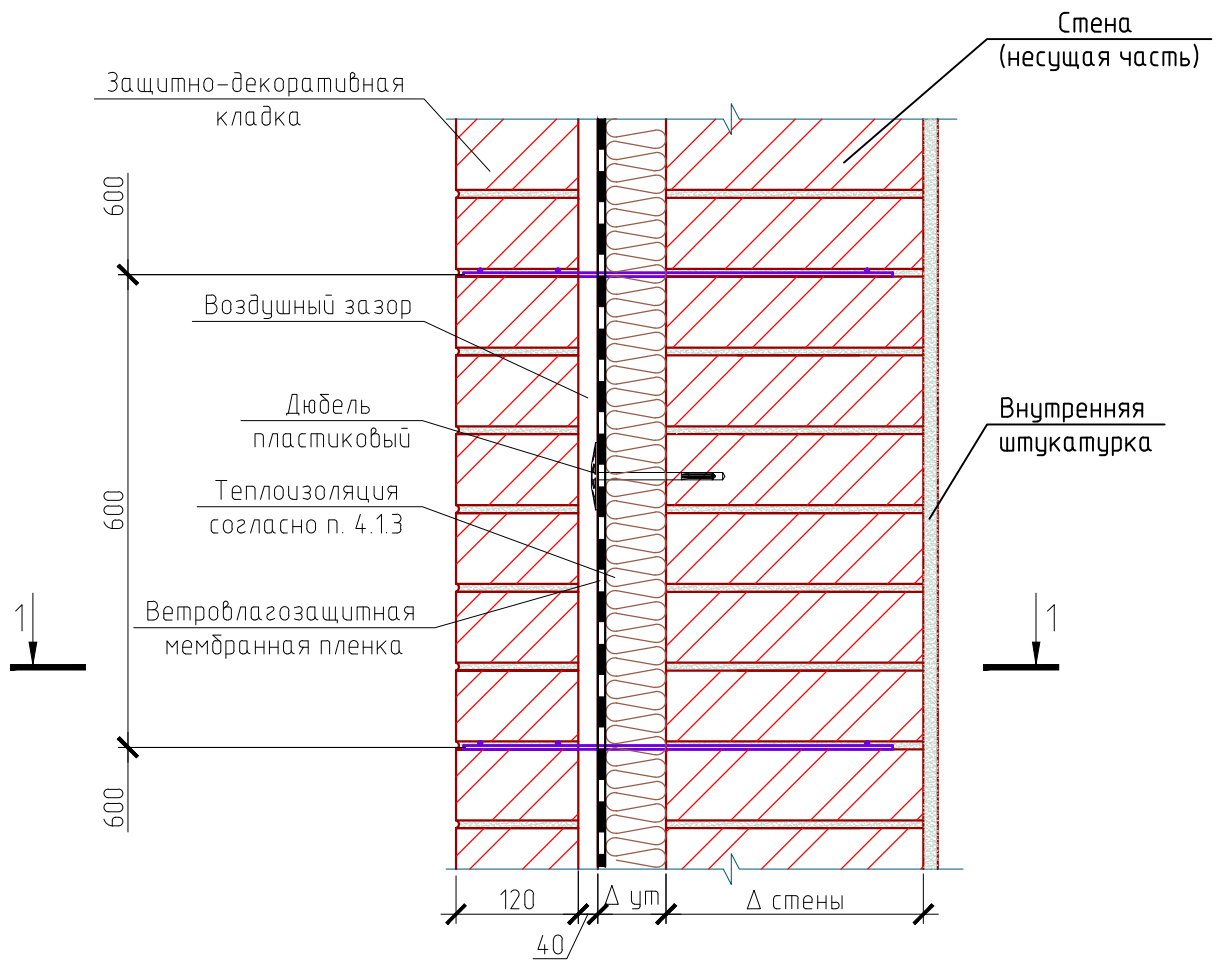 Стена
(несущая часть)
Защитно-декоративная
кладка
600
Воздушный зазор
Дюбель
пластиковый
Внутренняя
штукатурка
600
Теплоизоляция
согласно п. 4.1.3
Ветровлагозащитная
мембранная пленка
1
1
600
120
Δ ут
Δ стены
40